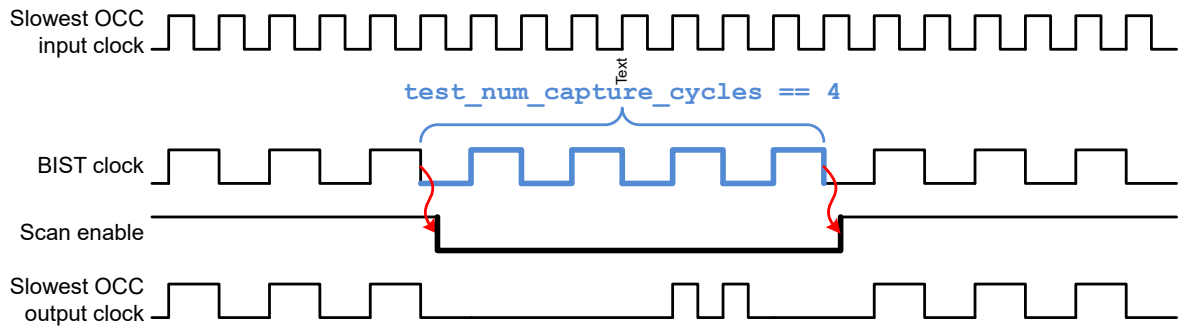 Slowest OCC
input clock
Text
test_num_capture_cycles == 4
BIST clock
Scan enable
Slowest OCC
output clock